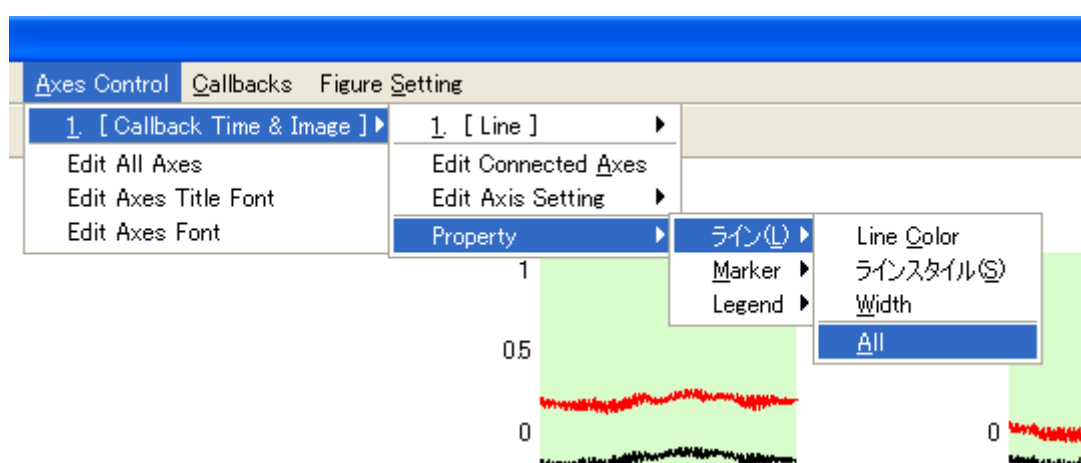 Axes Control Callbacks Figure Setting
1. [ Callback Time & Image ]
Edit All Axes
Edit Axes Title Font
Edit Axes Font
1. [ Line ]
Edit Connected Axes
Edit Axis Setting
Property
ライン(L)
Marker
Legend
Line Color
ラインスタイル(S)
Width
All
1
0.5
0
0